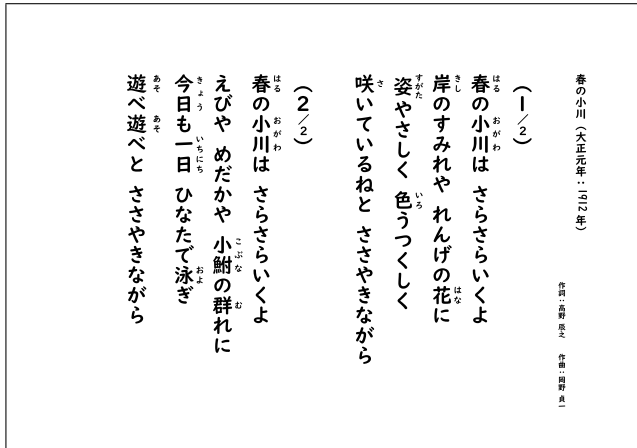 春の小川（大正元年：1912年）
作詞：高野 辰之　作曲：岡野 貞一
（1／2）
春の小川は さらさらいくよ
岸のすみれや れんげの花に
姿やさしく 色うつくしく
咲いているねと ささやきながら
（2／2）
春の小川は さらさらいくよ
えびや めだかや 小鮒の群れに
今日も一日 ひなたで泳ぎ
遊べ遊べと ささやきながら